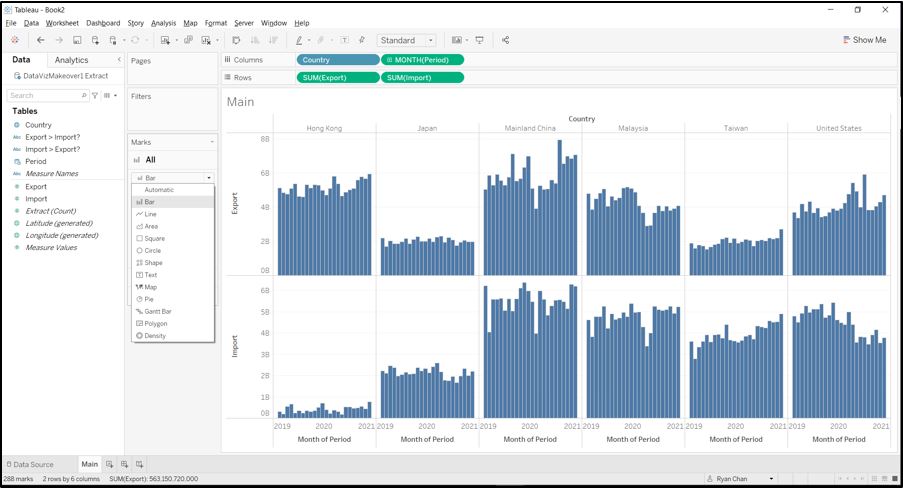 Tableau - Book2
File Data Worksheet Dashboard Story Analysis Map Format Server Window Help
Standard
Show Me
Data Analytics
DataVizMakeover1 Extract
Search
Tables
Country
Abc Export > Import?
Abc Import > Export?
Period
Abc Measure Names
Export
Import
Extract (Count)
Latitude (generated)
Longitude (generated)
Measure Values
Pages
Filters
Marks
All
Bar
Automatic
Bar
Line
Area
Square
Circle
Shape
Text
Map
Pie
Gantt Bar
Polygon
Density
Columns Country MONTH(Period)
Rows SUM(Export) SUM(Import)
Main
Country
Hong Kong Japan Mainland China Malaysia Taiwan United States
Export
8B
6B
4B
2B
0B
Import
6B
5B
4B
3B
2B
1B
0B
2019 2020 2021 2019 2020 2021 2019 2020 2021 2019 2020 2021 2019 2020 2021 2019 2020 2021
Month of Period Month of Period Month of Period Month of Period Month of Period Month of Period
Data Source Main
288 marks 2 rows by 6 columns SUM(Export): 563,150,720,000
Ryan Chan